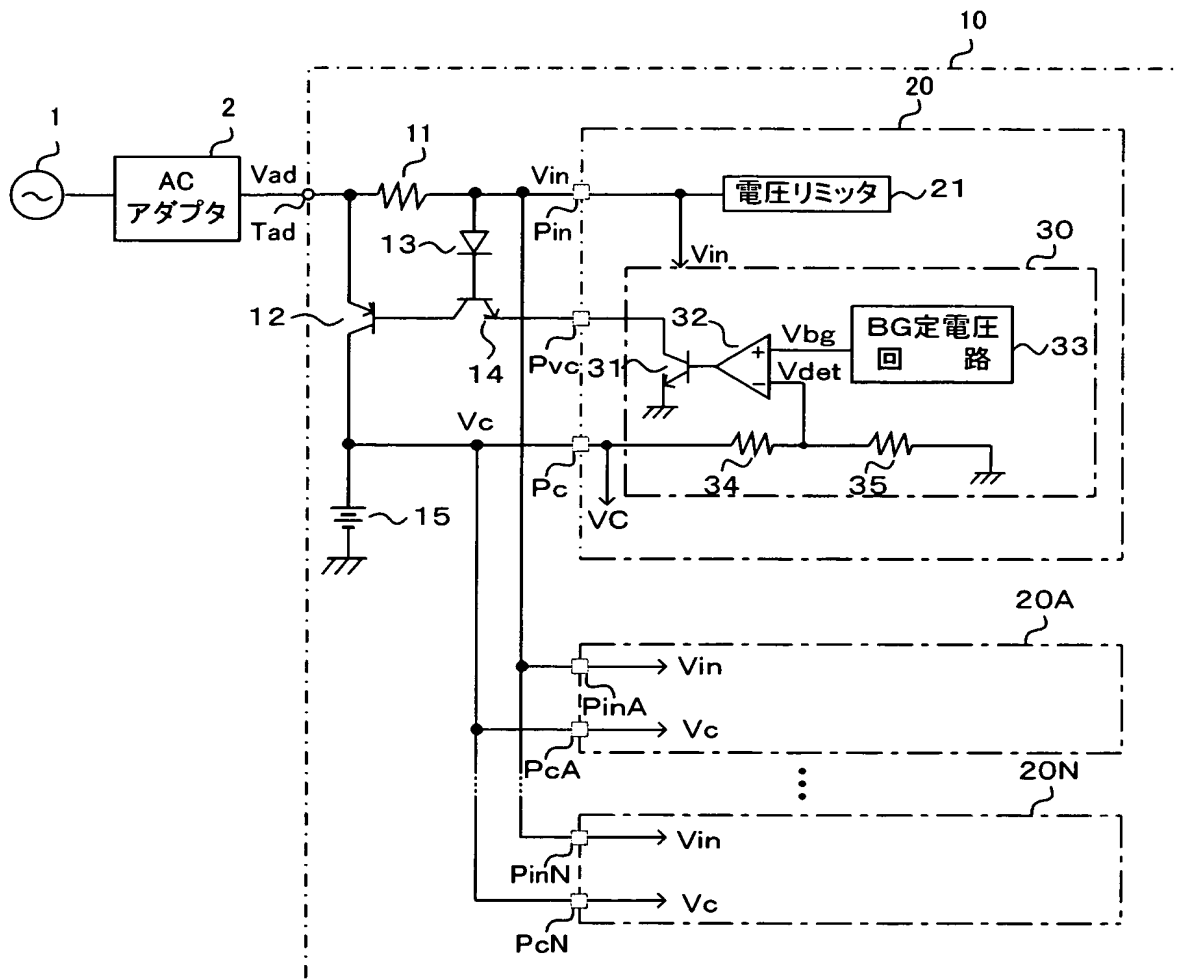 10
20
1
2
11
AC
アダプタ
Vad
Tad
Vin
Pin
電圧リミッタ
21
13
Vin
30
12
14
Pvc
31
32
Vbg
Vdet
BG定電圧
回 路
33
Vc
Pc
34
35
VC
15
20A
Vin
PinA
Vc
PcA
20N
Vin
PinN
Vc
PcN